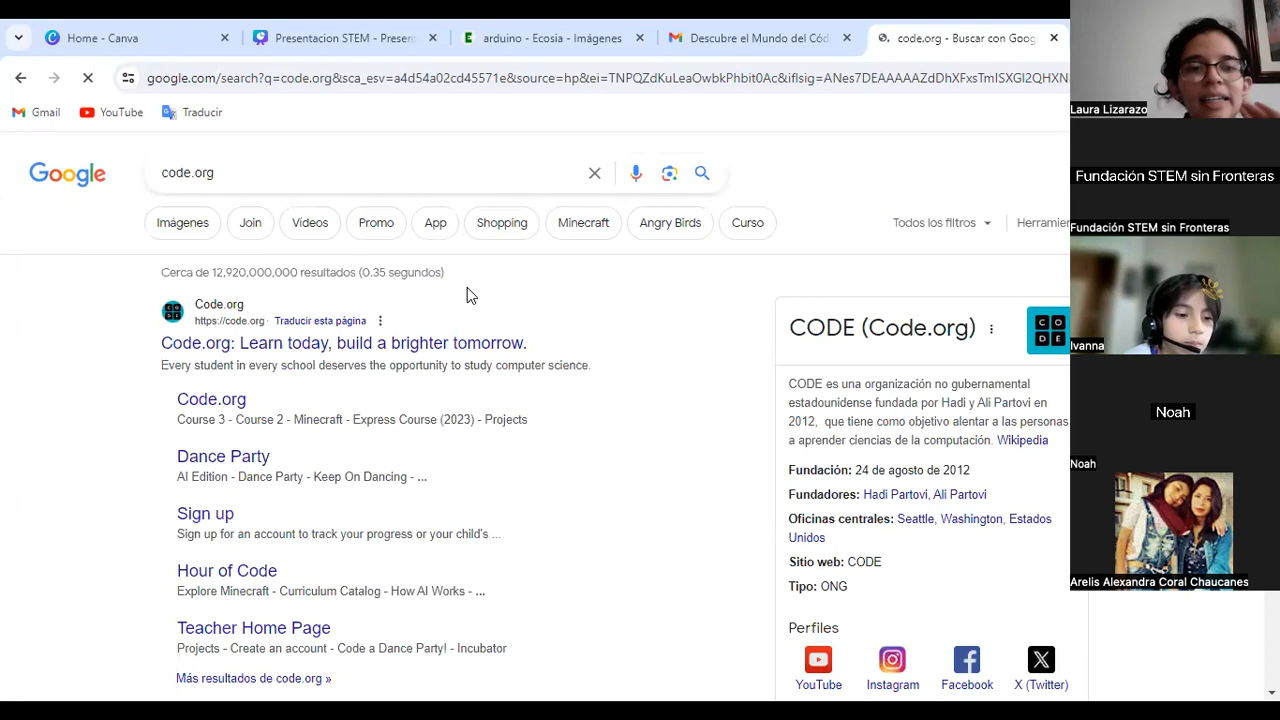 Home - Canva
Presentacion STEM - Presen
arduino - Ecosia - Imágenes
Descubre el Mundo del Cód
code.org - Buscar con Goog
google.com/search?q=code.org&sca_esv=a4d54a02cd45571e&source=hp&ei=TNPQZdKuLeaOwbkPhbit0Ac&iflsig=ANes7DEAAAAAZdDhXFxsTmISXGI2QHXN
Gmail
YouTube
Traducir
Google
code.org
Imágenes
Join
Vídeos
Promo
App
Shopping
Minecraft
Angry Birds
Curso
Todos los filtros
Herramien
Cerca de 12,920,000,000 resultados (0.35 segundos)
Code.org
https://code.org · Traducir esta página
Code.org: Learn today, build a brighter tomorrow.
Every student in every school deserves the opportunity to study computer science.
Code.org
Course 3 - Course 2 - Minecraft - Express Course (2023) - Projects
Dance Party
AI Edition - Dance Party - Keep On Dancing - ...
Sign up
Sign up for an account to track your progress or your child's ...
Hour of Code
Explore Minecraft - Curriculum Catalog - How AI Works - ...
Teacher Home Page
Projects - Create an account - Code a Dance Party! - Incubator
Más resultados de code.org »
CODE (Code.org)
C O
D E
CODE es una organización no gubernamental
estadounidense fundada por Hadi y Ali Partovi en
2012, que tiene como objetivo alentar a las personas
a aprender ciencias de la computación. Wikipedia
Fundación: 24 de agosto de 2012
Fundadores: Hadi Partovi, Ali Partovi
Oficinas centrales: Seattle, Washington, Estados
Unidos
Sitio web: CODE
Tipo: ONG
Perfiles
YouTube
Instagram
Facebook
X (Twitter)
Laura Lizarazo
Fundación STEM sin Fronteras
Fundación STEM sin Fronteras
Ivanna
Noah
Noah
Arelis Alexandra Coral Chaucanes